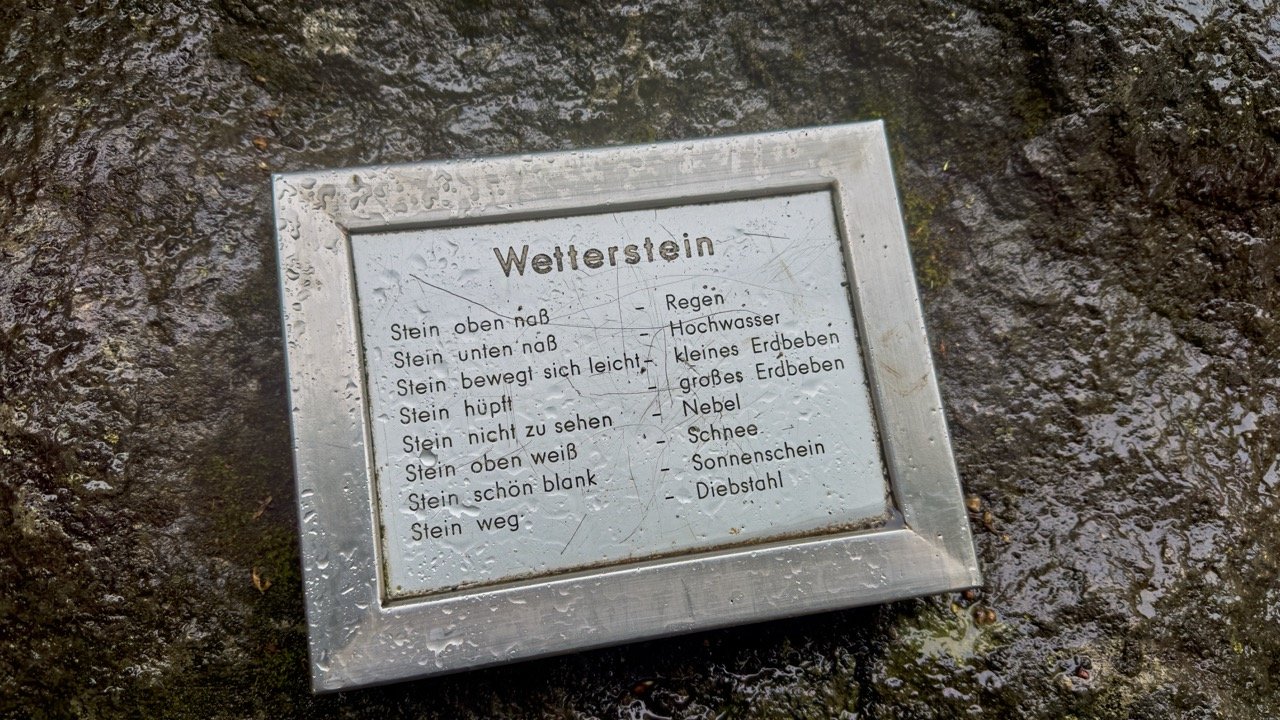 Wetterstein
Stein oben naß - Regen
Stein unten naß - Hochwasser
Stein bewegt sich leicht - kleines Erdbeben
Stein hüpft - großes Erdbeben
Stein nicht zu sehen - Nebel
Stein oben weiß - Schnee
Stein schön blank - Sonnenschein
Stein weg - Diebstahl